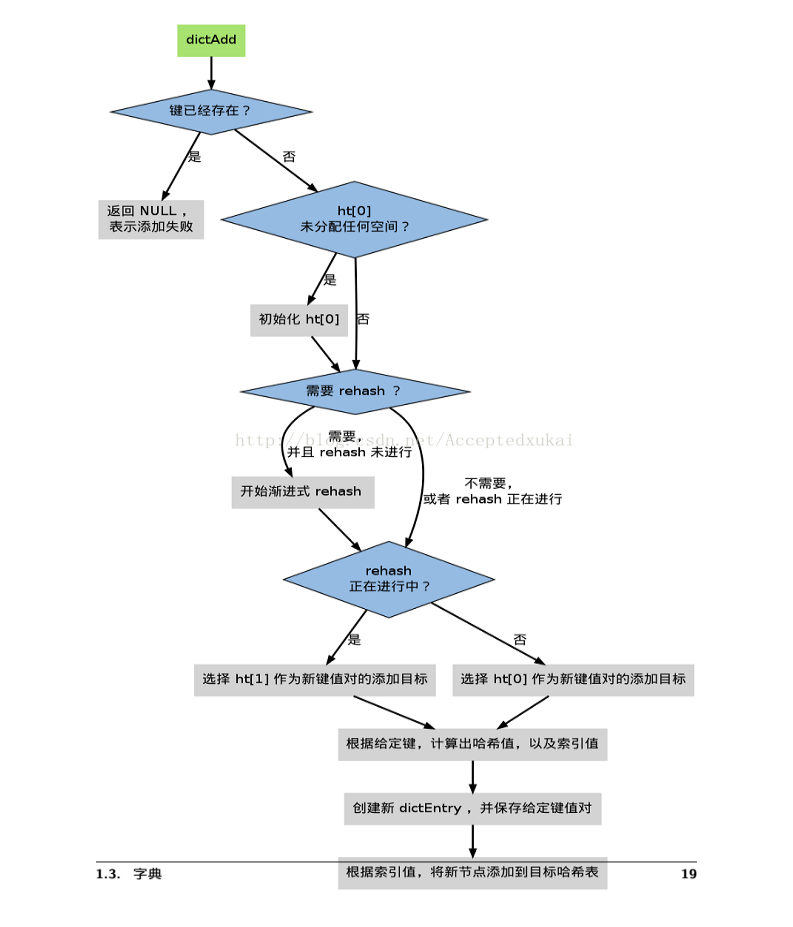 dictAdd
键已经存在？
是
否
返回 NULL ，
表示添加失败
ht[0]
未分配任何空间？
是
初始化 ht[0]
否
需要 rehash ？
http://blog.csdn.net/Acceptedxukai
需要，
并且 rehash 未进行
开始渐进式 rehash
不需要，
或者 rehash 正在进行
rehash
正在进行中？
是
否
选择 ht[1] 作为新键值对的添加目标
选择 ht[0] 作为新键值对的添加目标
根据给定键，计算出哈希值，以及索引值
创建新 dictEntry ，并保存给定键值对
根据索引值，将新节点添加到目标哈希表
1.3. 字典
19